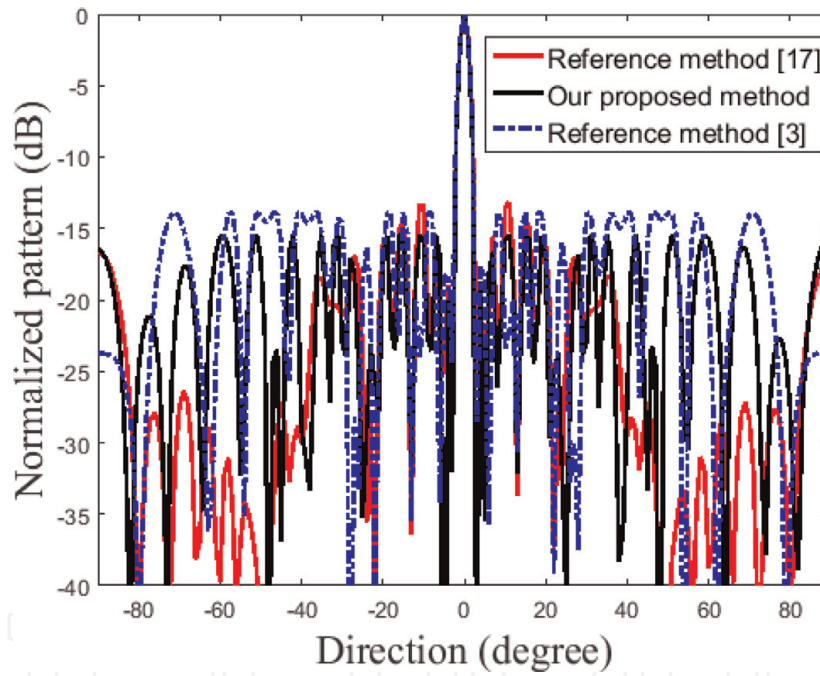 Normalized pattern (dB)
0
-5
-10
-15
-20
-25
-30
-35
-40
Reference method [17]
Our proposed method
Reference method [3]
-80 -60 -40 -20 0 20 40 60 80
Direction (degree)